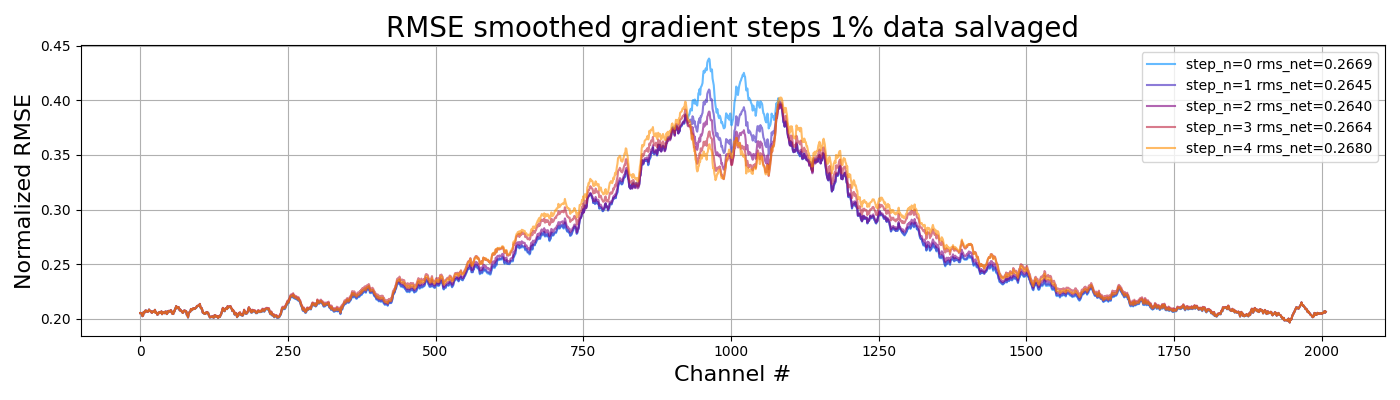 RMSE smoothed gradient steps 1% data salvaged
Normalized RMSE
0.45
0.40
0.35
0.30
0.25
0.20
step_n=0 rms_net=0.2669
step_n=1 rms_net=0.2645
step_n=2 rms_net=0.2640
step_n=3 rms_net=0.2664
step_n=4 rms_net=0.2680
0 250 500 750 1000 1250 1500 1750 2000
Channel #